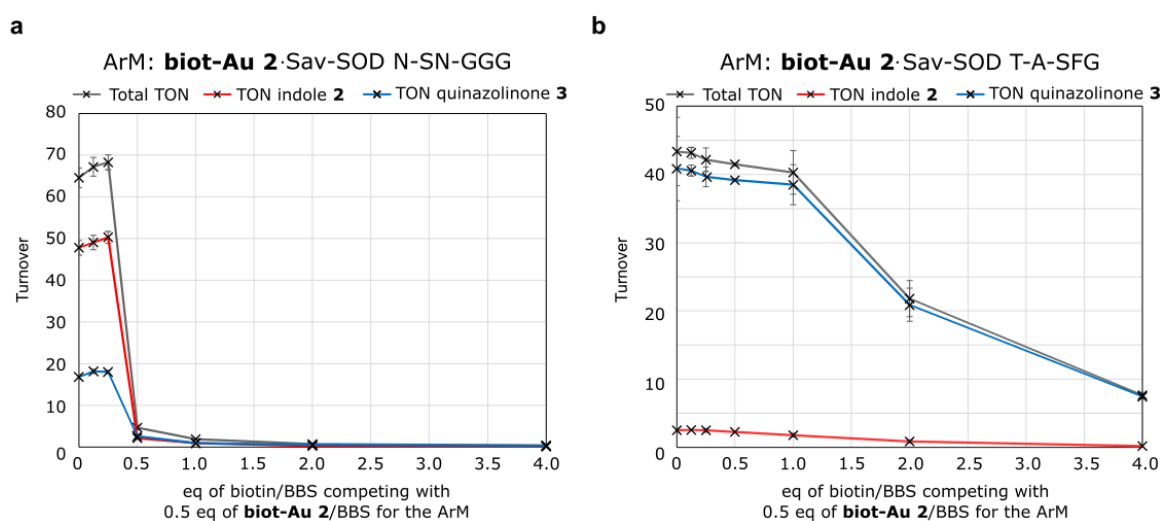 a
ArM: biot-Au 2·Sav-SOD N-SN-GGG
Total TON TON indole 2 TON quinazolinone 3
80
70
60
50
40
30
20
10
0
Turnover
0 0.5 1.0 1.5 2.0 2.5 3.0 3.5 4.0
eq of biotin/BBS competing with
0.5 eq of biot-Au 2/BBS for the ArM
b
ArM: biot-Au 2·Sav-SOD T-A-SFG
Total TON TON indole 2 TON quinazolinone 3
50
40
30
20
10
0
Turnover
0 0.5 1.0 1.5 2.0 2.5 3.0 3.5 4.0
eq of biotin/BBS competing with
0.5 eq of biot-Au 2/BBS for the ArM